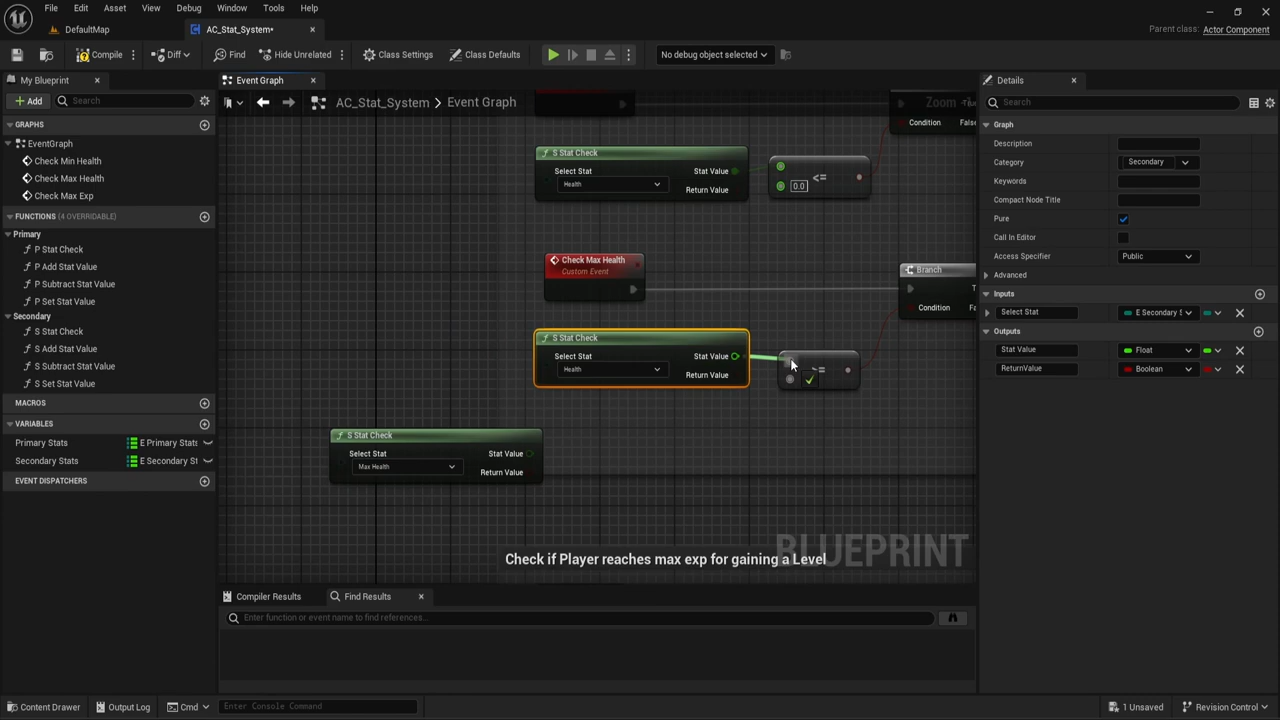 File Edit Asset View Debug Window Tools Help
DefaultMap
AC_Stat_System*
Parent class: Actor Component
Compile
Diff
Find
Hide Unrelated
Class Settings
Class Defaults
No debug object selected
My Blueprint
Event Graph
Details
Add
Search
AC_Stat_System
Event Graph
Zoom
Search
GRAPHS
EventGraph
Check Min Health
Check Max Health
Check Max Exp
FUNCTIONS (4 OVERRIDABLE)
Primary
P Stat Check
P Add Stat Value
P Subtract Stat Value
P Set Stat Value
Secondary
S Stat Check
S Add Stat Value
S Subtract Stat Value
S Set Stat Value
MACROS
VARIABLES
Primary Stats
E Primary Stats
Secondary Stats
E Secondary St
EVENT DISPATCHERS
Condition
S Stat Check
Select Stat
Health
Stat Value
Return Value
0.0
<=
Check Max Health
Custom Event
Branch
Condition
S Stat Check
Select Stat
Health
Stat Value
Return Value
S Stat Check
Select Stat
Max Health
Stat Value
Return Value
BLUEPRINT
Check if Player reaches max exp for gaining a Level
Graph
Description
Category
Secondary
Keywords
Compact Node Title
Pure
Call In Editor
Access Specifier
Public
Advanced
Inputs
Select Stat
E Secondary S
Outputs
Stat Value
Float
ReturnValue
Boolean
Compiler Results
Find Results
Enter function or event name to find references...
Content Drawer
Output Log
Cmd
Enter Console Command
1 Unsaved
Revision Control